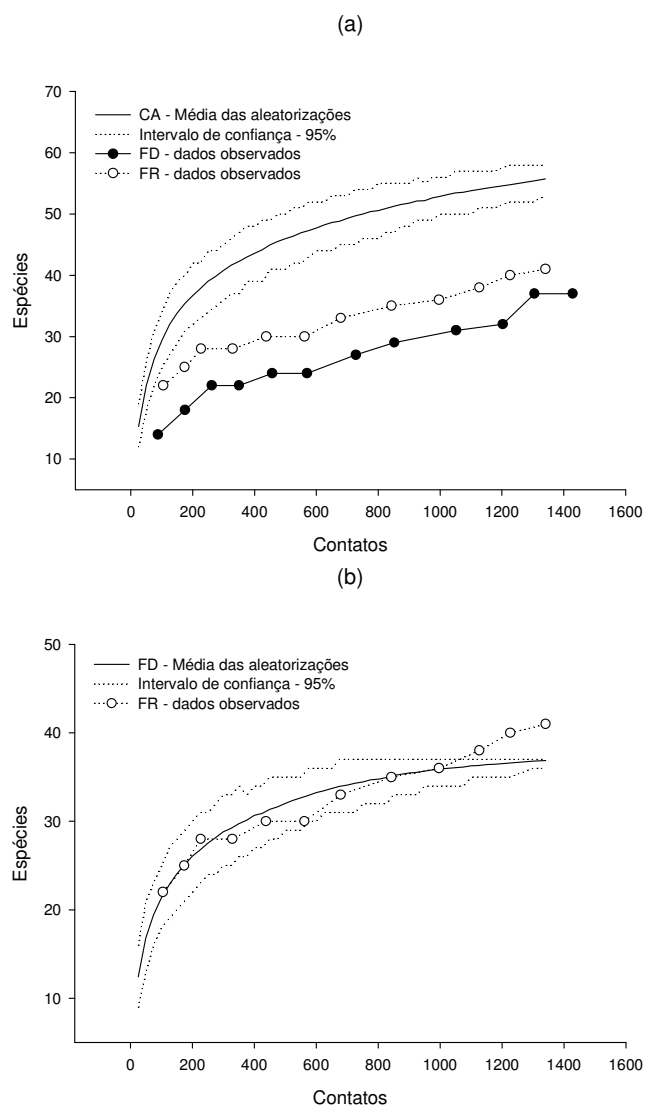 (a)
70
60
50
40
30
20
10
Espécies
CA - Média das aleatorizações
Intervalo de confiança - 95%
FD - dados observados
FR - dados observados
0 200 400 600 800 1000 1200 1400 1600
Contatos
(b)
50
40
30
20
10
Espécies
FD - Média das aleatorizações
Intervalo de confiança - 95%
FR - dados observados
0 200 400 600 800 1000 1200 1400 1600
Contatos